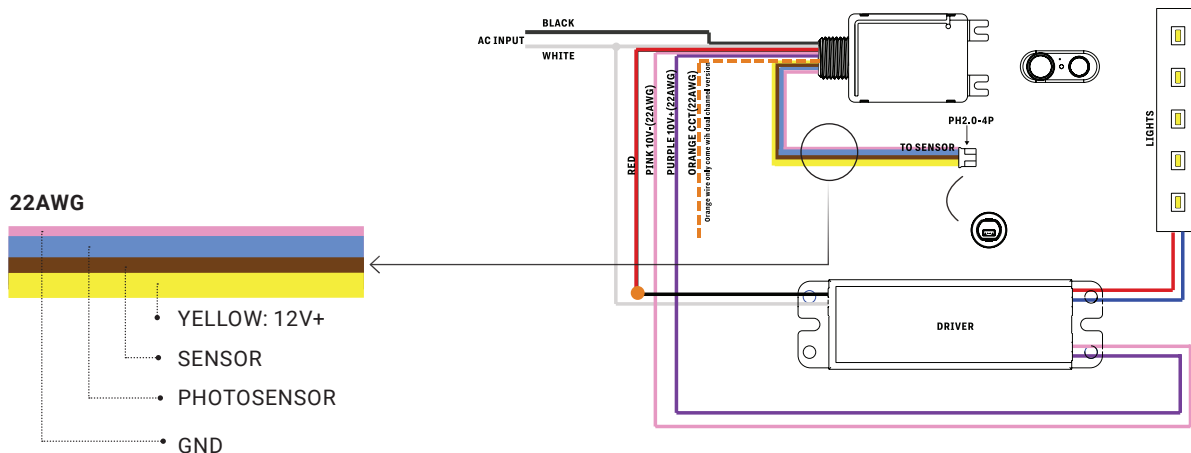 BLACK
AC INPUT
WHITE
RED
PINK 10V-(22AWG)
PURPLE 10V+(22AWG)
ORANGE CCT(22AWG)
Orange wire only come wih dual channel version
PH2.0-4P
TO SENSOR
LIGHTS
22AWG
YELLOW: 12V+
SENSOR
PHOTOSENSOR
GND
DRIVER